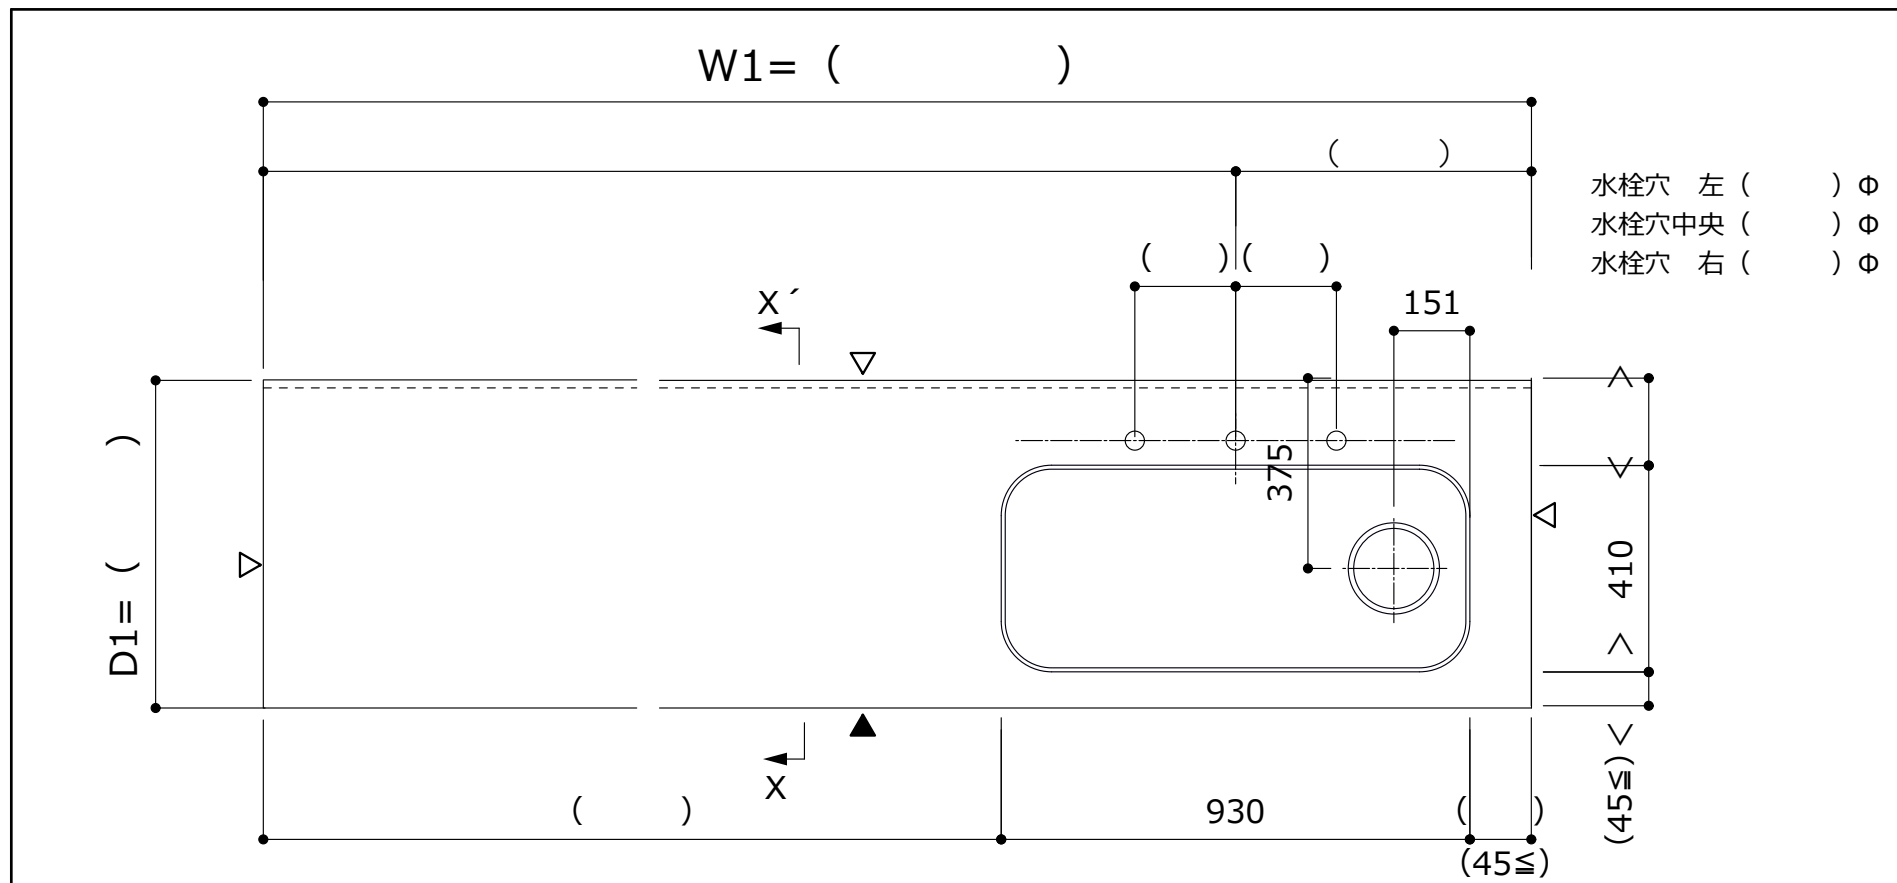 W1=（　　　）
（　　　）
水栓穴　左（　　　）Φ
水栓穴中央（　　　）Φ
水栓穴　右（　　　）Φ
（　　）（　　）
X´
151
375
D1=（　　　）
＜　　＞
410
＜　　＞
(45≦)
X
（　　　）
930
（　　）
(45≦)